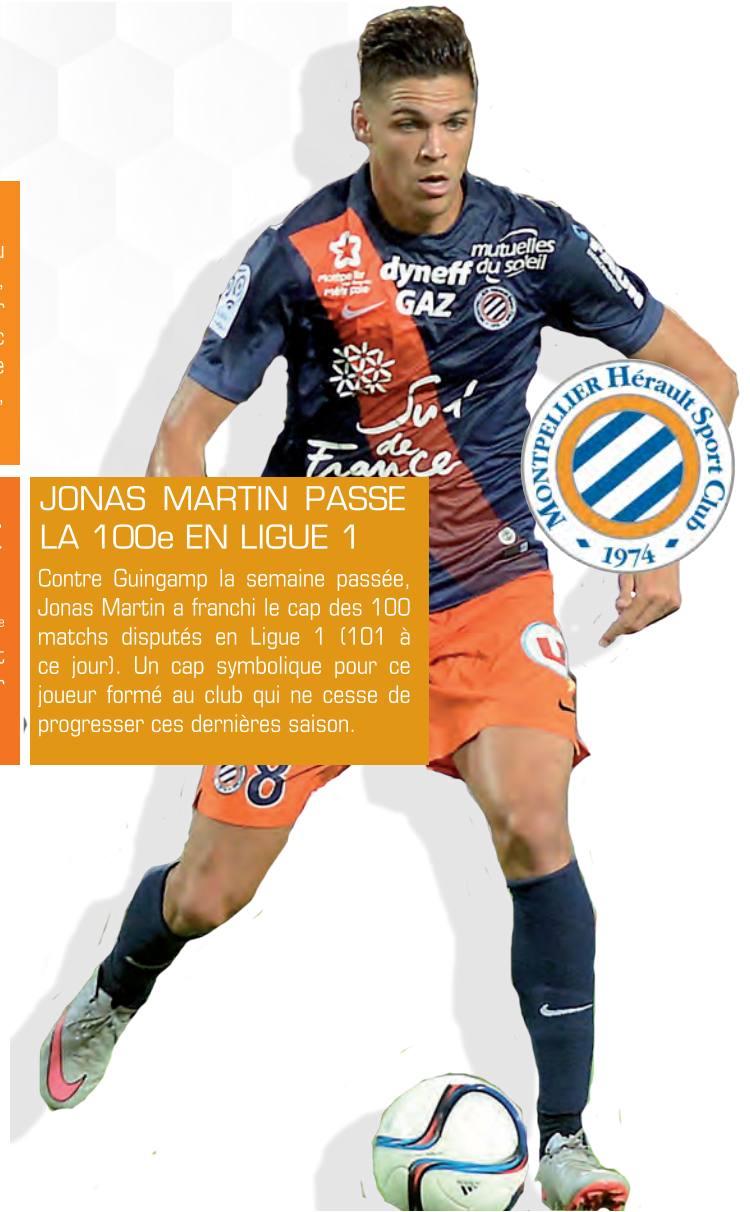 mutuelles
du soleil
dyneff
GAZ
Sud
de
France
MONTPELLIER Hérault Sport Club
1974
JONAS MARTIN PASSE
LA 100e EN LIGUE 1
Contre Guingamp la semaine passée,
Jonas Martin a franchi le cap des 100
matchs disputés en Ligue 1 (101 à
ce jour). Un cap symbolique pour ce
joueur formé au club qui ne cesse de
progresser ces dernières saison.
U
8